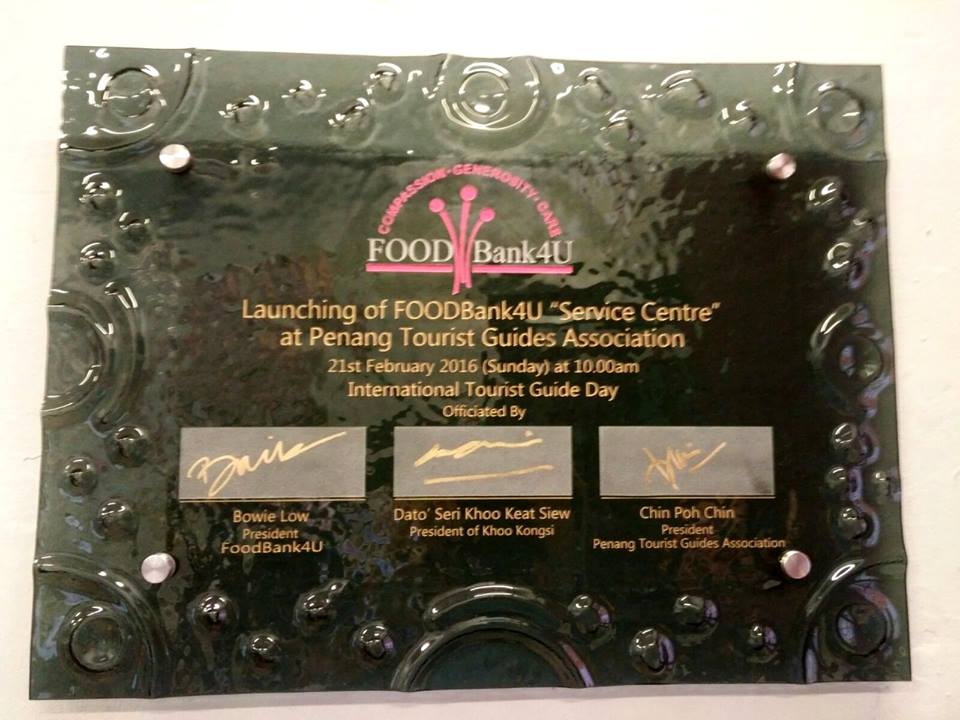 COMPASSION·GENEROSITY·CARE
FOOD Bank4U
Launching of FOODBank4U "Service Centre"
at Penang Tourist Guides Association
21st February 2016 (Sunday) at 10.00am
International Tourist Guide Day
Officiated By
Bowie Low
President
FoodBank4U
Dato' Seri Khoo Keat Siew
President of Khoo Kongsi
Chin Poh Chin
President
Penang Tourist Guides Association